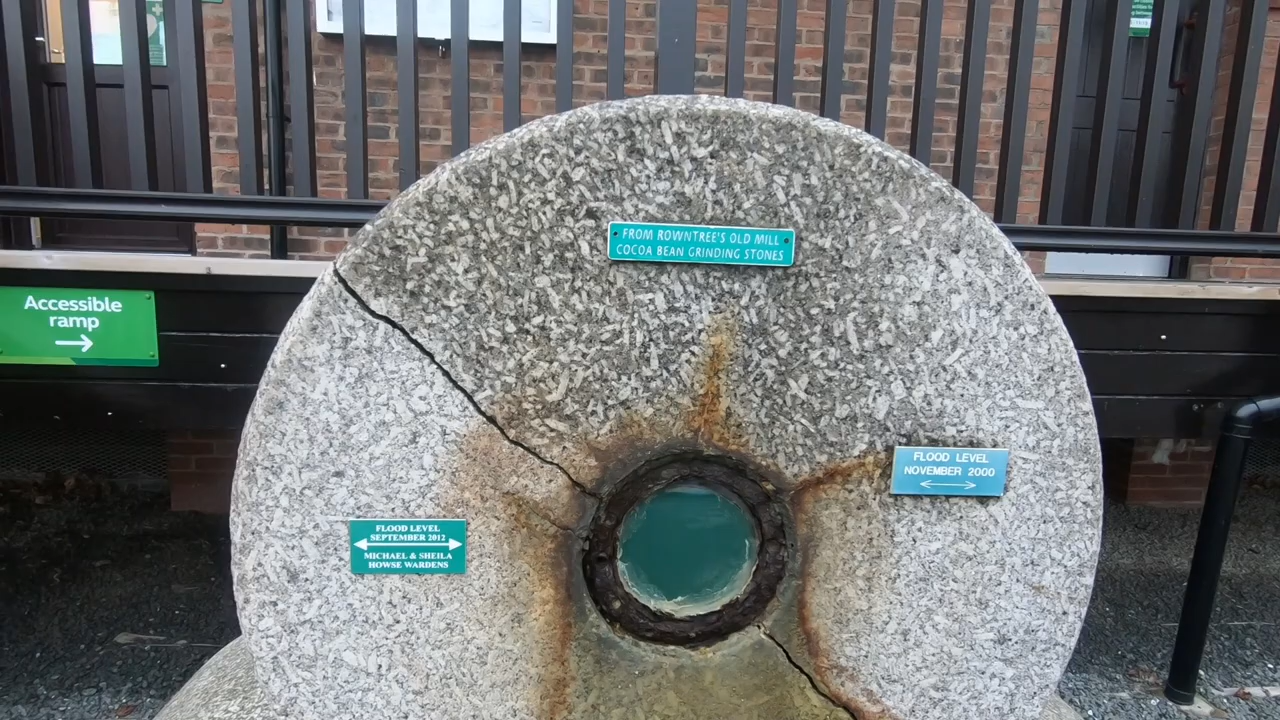 FROM ROWNTREE'S OLD MILL
COCOA BEAN GRINDING STONES
Accessible
ramp
FLOOD LEVEL
NOVEMBER 2000
FLOOD LEVEL
SEPTEMBER 2012
MICHAEL & SHEILA
HOWSE WARDENS